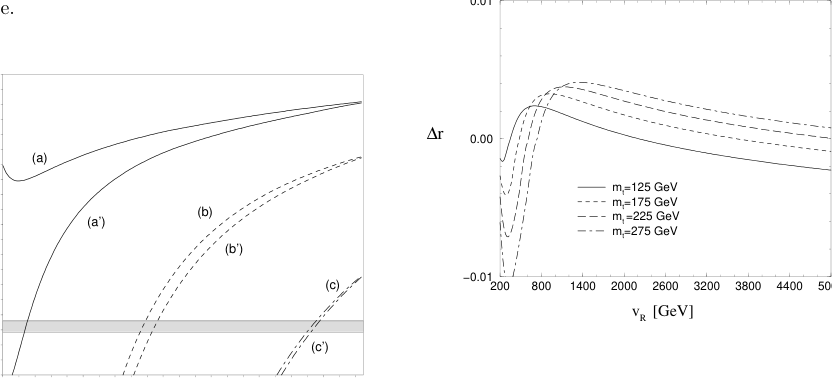 e.
(a)
(a')
(b)
(b')
(c)
(c')
0.01
0.00
−0.01
Δr
m_t=125 GeV
m_t=175 GeV
m_t=225 GeV
m_t=275 GeV
200 800 1400 2000 2600 3200 3800 4400 5
v_R [GeV]